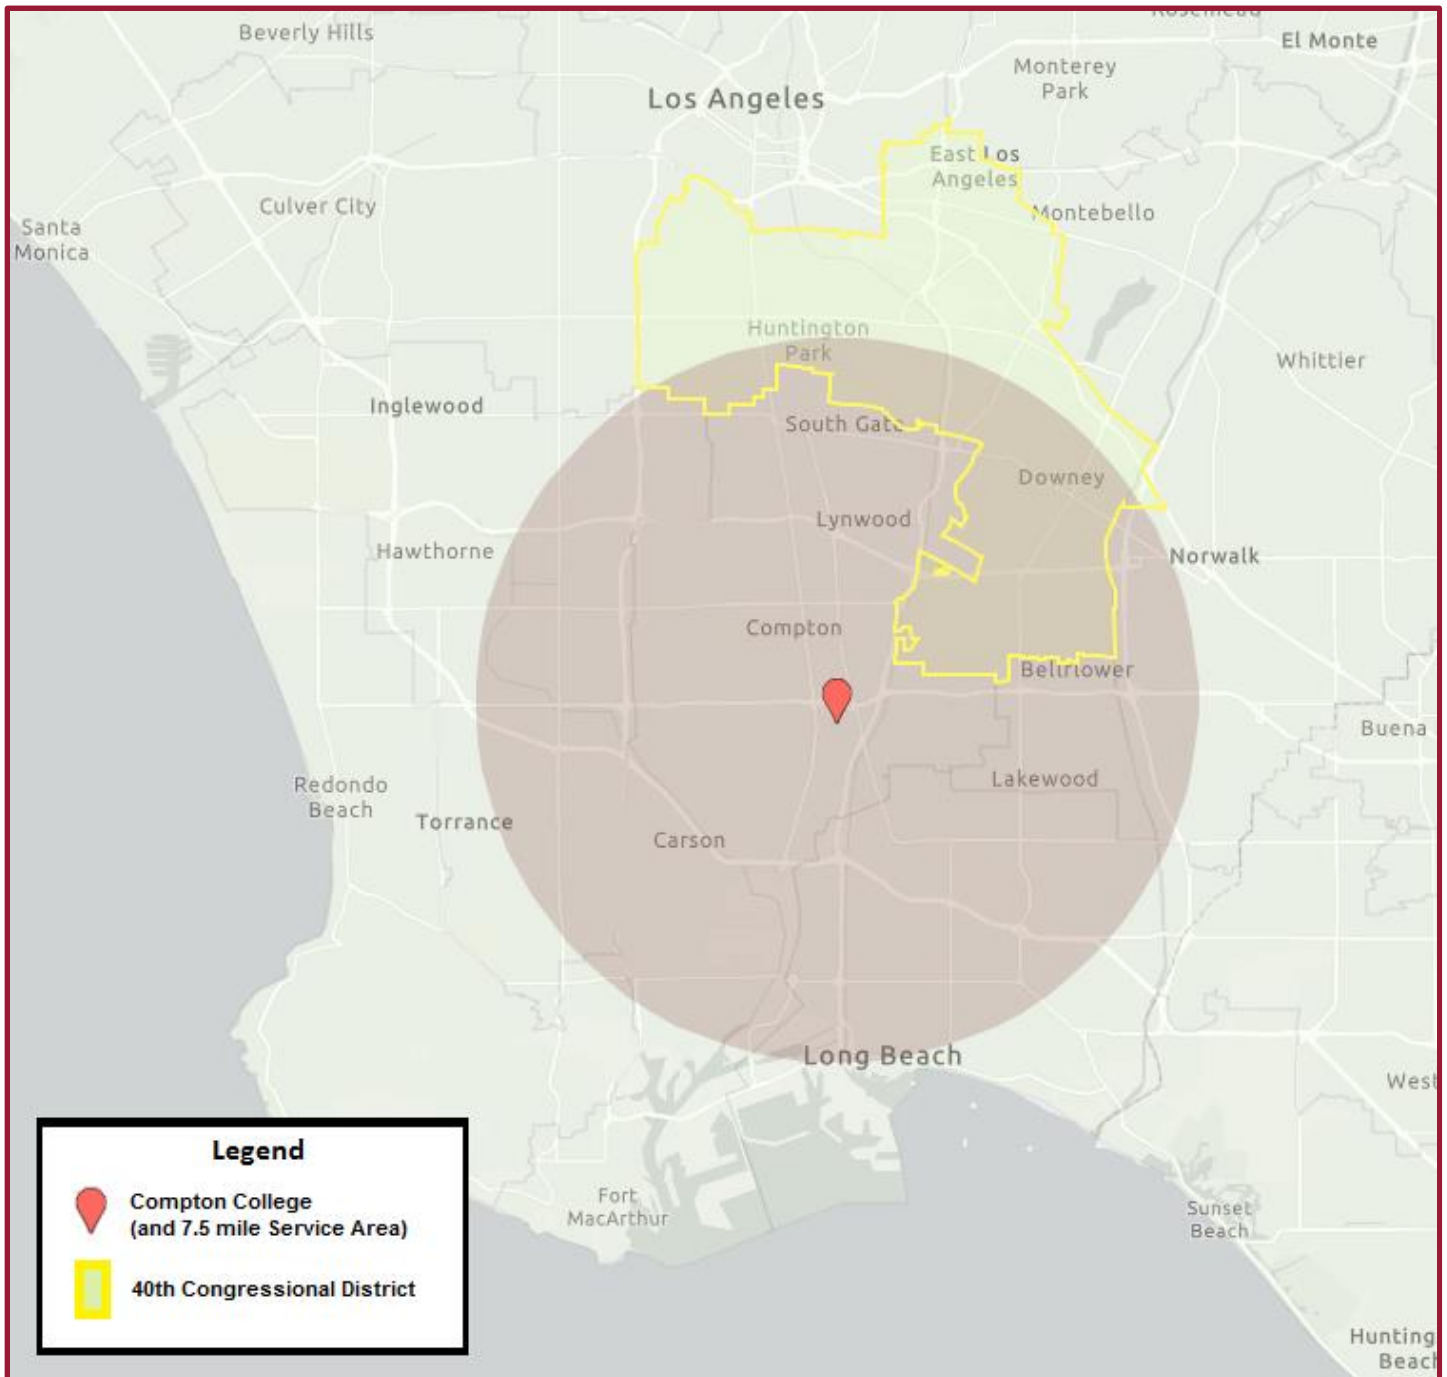 Rosemead
Beverly Hills
El Monte
Monterey
Park
Los Angeles
East Los
Angeles
Culver City
Montebello
Santa
Monica
Huntington
Park
Whittier
Inglewood
South Gate
Downey
Lynwood
Hawthorne
Norwalk
Compton
Bellflower
Buena
Redondo
Beach
Lakewood
Torrance
Carson
Long Beach
West
Legend
Compton College
(and 7.5 mile Service Area)
40th Congressional District
Fort
MacArthur
Sunset
Beach
Hunting
Beach